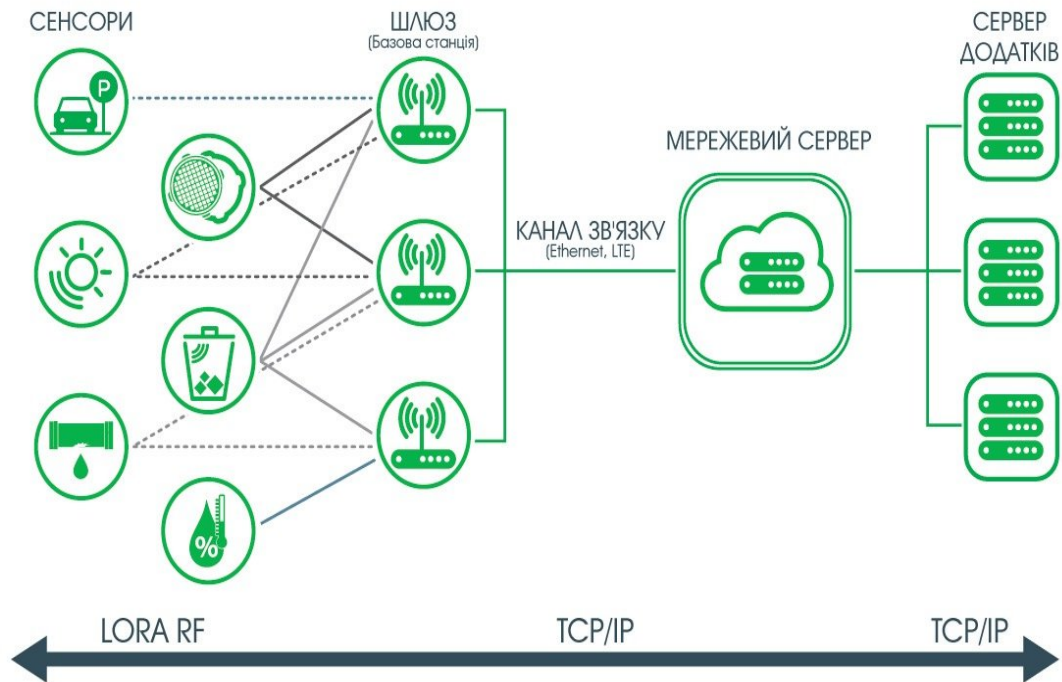 СЕНСОРИ
ШЛЮЗ
(Базова станція)
СЕРВЕР
ДОДАТКІВ
P
МЕРЕЖЕВИЙ СЕРВЕР
КАНАЛ ЗВ'ЯЗКУ
(Ethernet, LTE)
%
LORA RF
TCP/IP
TCP/IP